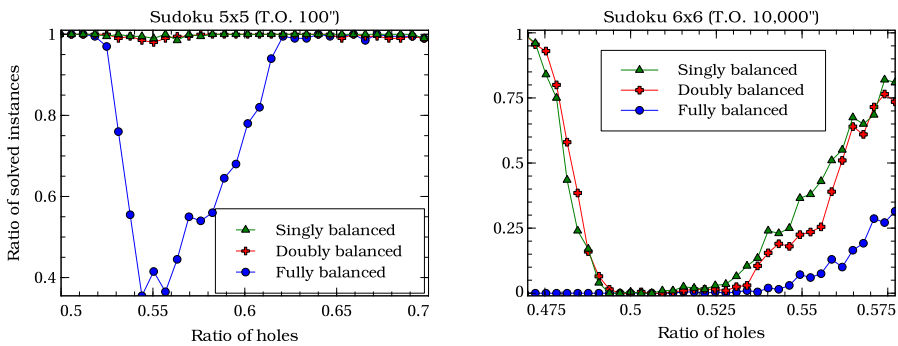 Sudoku 5x5 (T.O. 100")
Ratio of solved instances
1
0.8
0.6
0.4
Singly balanced
Doubly balanced
Fully balanced
0.5
0.55
0.6
0.65
0.7
Ratio of holes
Sudoku 6x6 (T.O. 10,000")
1
0.75
0.5
0.25
0
Singly balanced
Doubly balanced
Fully balanced
0.475
0.5
0.525
0.55
0.575
Ratio of holes